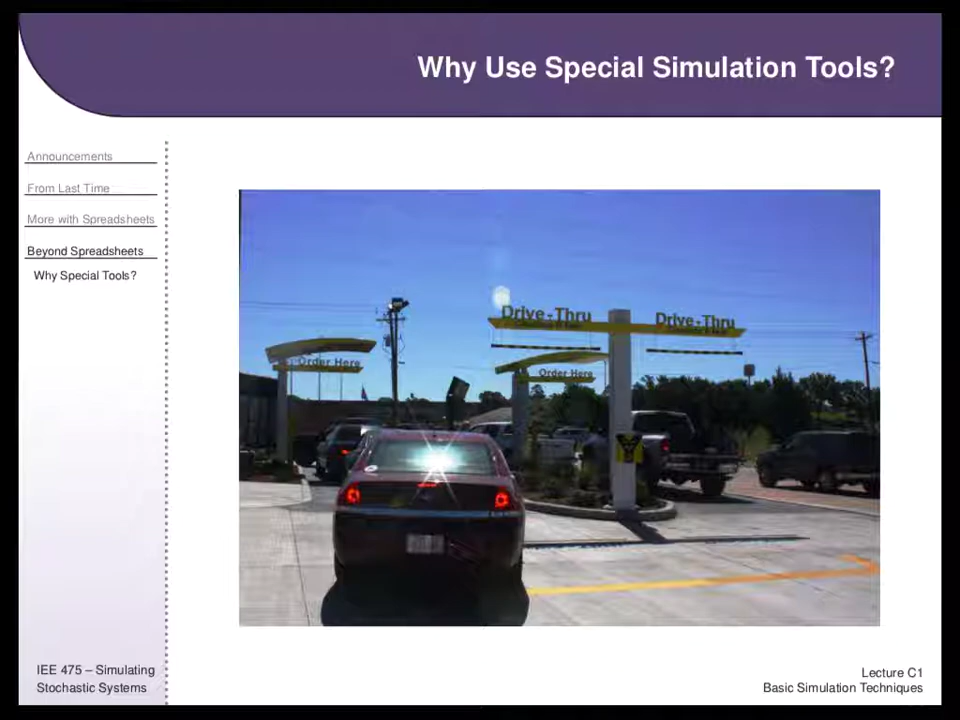 Why Use Special Simulation Tools?
Announcements
From Last Time
More with Spreadsheets
Beyond Spreadsheets
Why Special Tools?
Drive-Thru
Drive-Thru
Order Here
Order Here
IEE 475 – Simulating
Stochastic Systems
Lecture C1
Basic Simulation Techniques